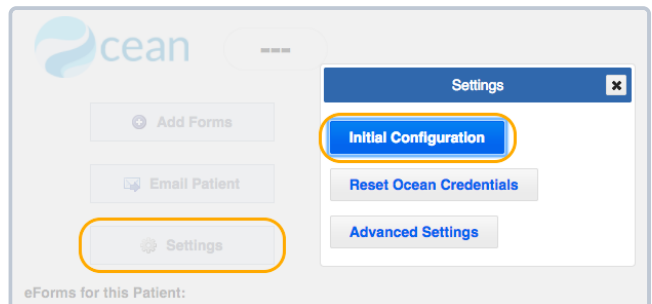 cean
---
Settings
Add Forms
Initial Configuration
Email Patient
Reset Ocean Credentials
Settings
Advanced Settings
eForms for this Patient: